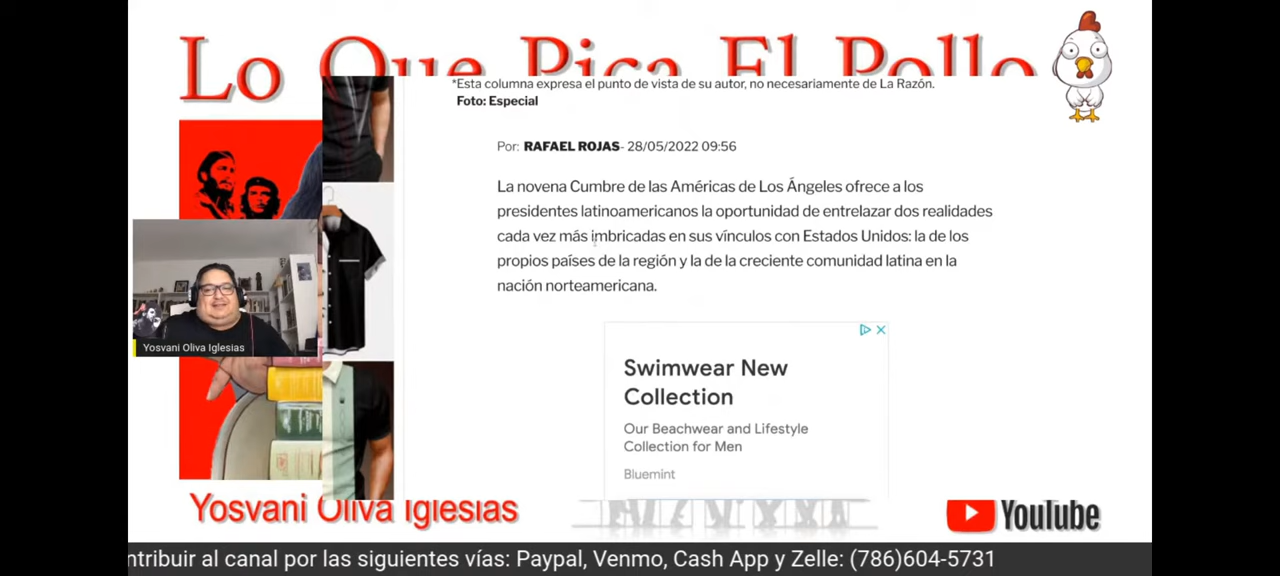 Lo Que Pica El Pollo
*Esta columna expresa el punto de vista de su autor, no necesariamente de La Razón.
Foto: Especial
Por: RAFAEL ROJAS- 28/05/2022 09:56
La novena Cumbre de las Américas de Los Ángeles ofrece a los
presidentes latinoamericanos la oportunidad de entrelazar dos realidades
cada vez más imbricadas en sus vínculos con Estados Unidos: la de los
propios países de la región y la de la creciente comunidad latina en la
nación norteamericana.
Swimwear New
Collection
Our Beachwear and Lifestyle
Collection for Men
Bluemint
Yosvani Oliva Iglesias
Yosvani Oliva Iglesias
YouTube
ntribuir al canal por las siguientes vías: Paypal, Venmo, Cash App y Zelle: (786)604-5731